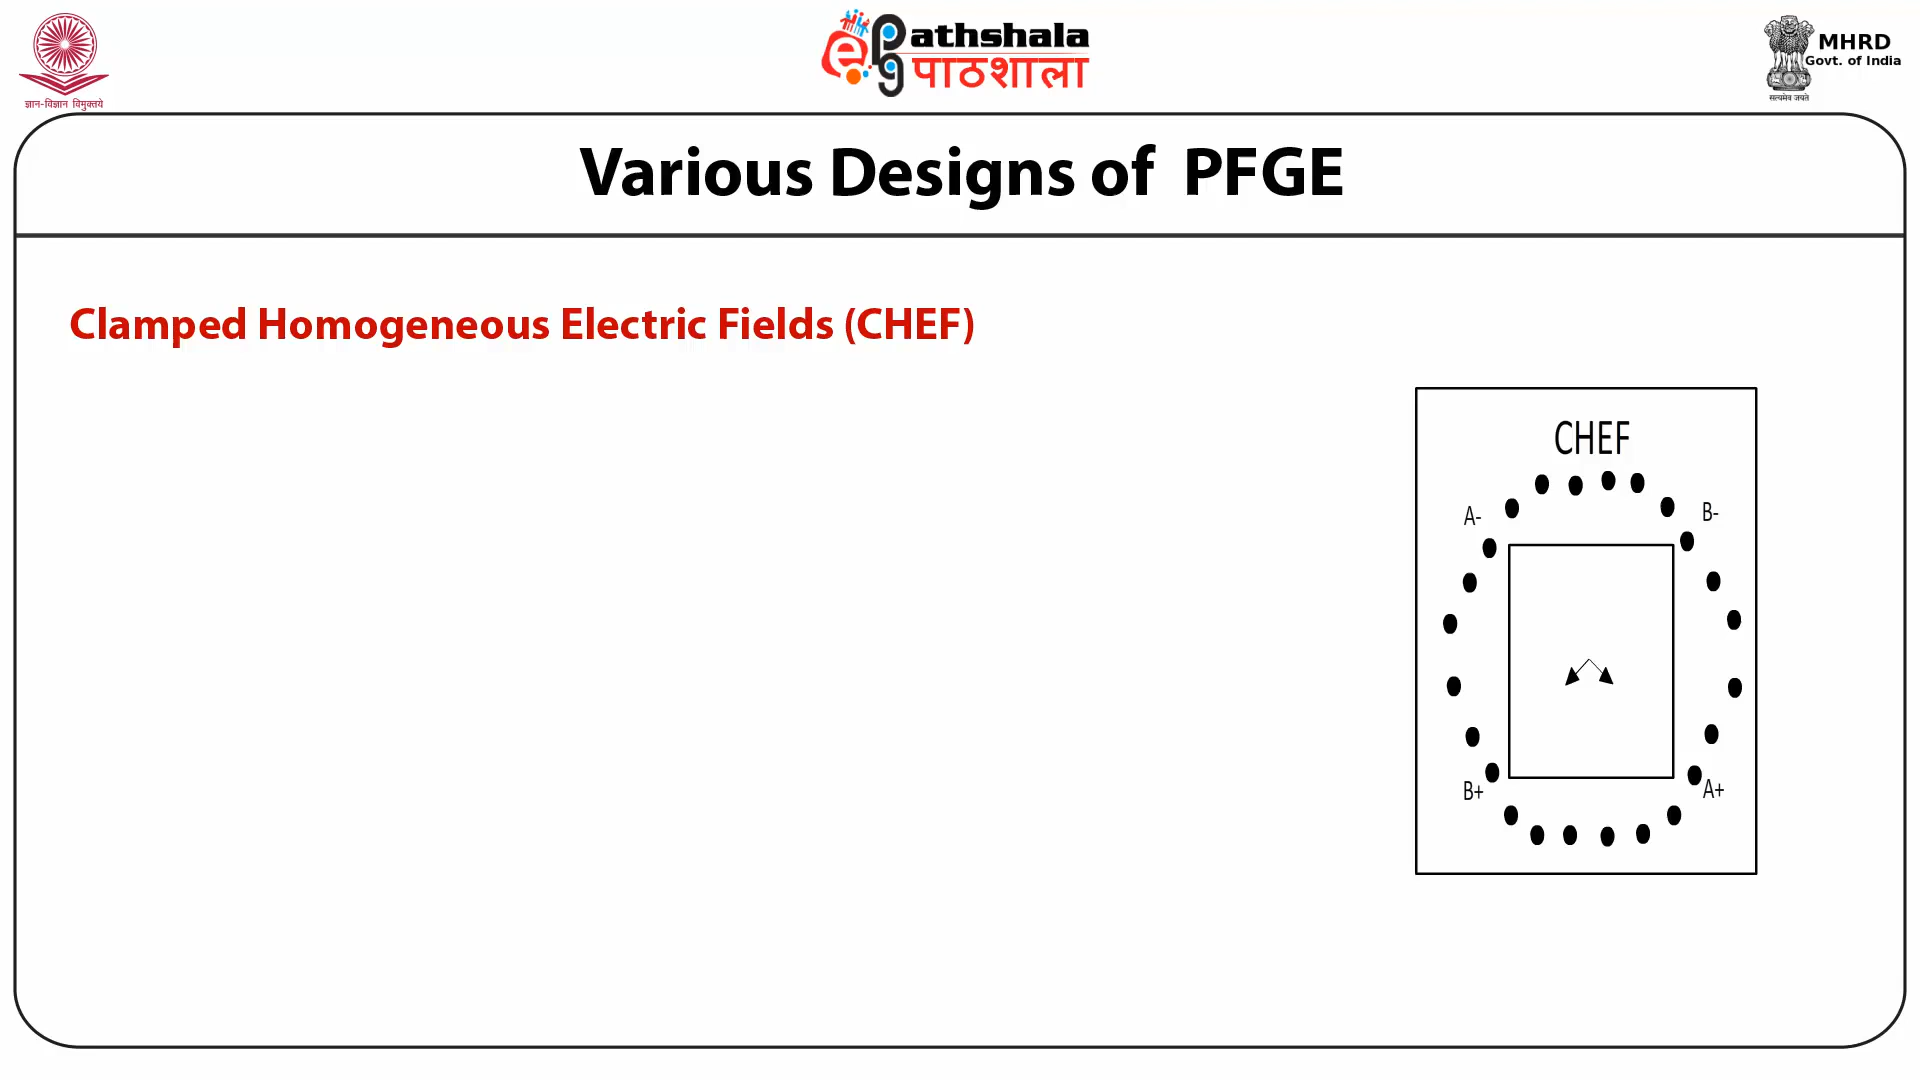 ज्ञान-विज्ञान विमुक्तये
ePathshala
पाठशाला
MHRD
Govt. of India
सत्यमेव जयते
Various Designs of PFGE
Clamped Homogeneous Electric Fields (CHEF)
CHEF
A-
B-
B+
A+